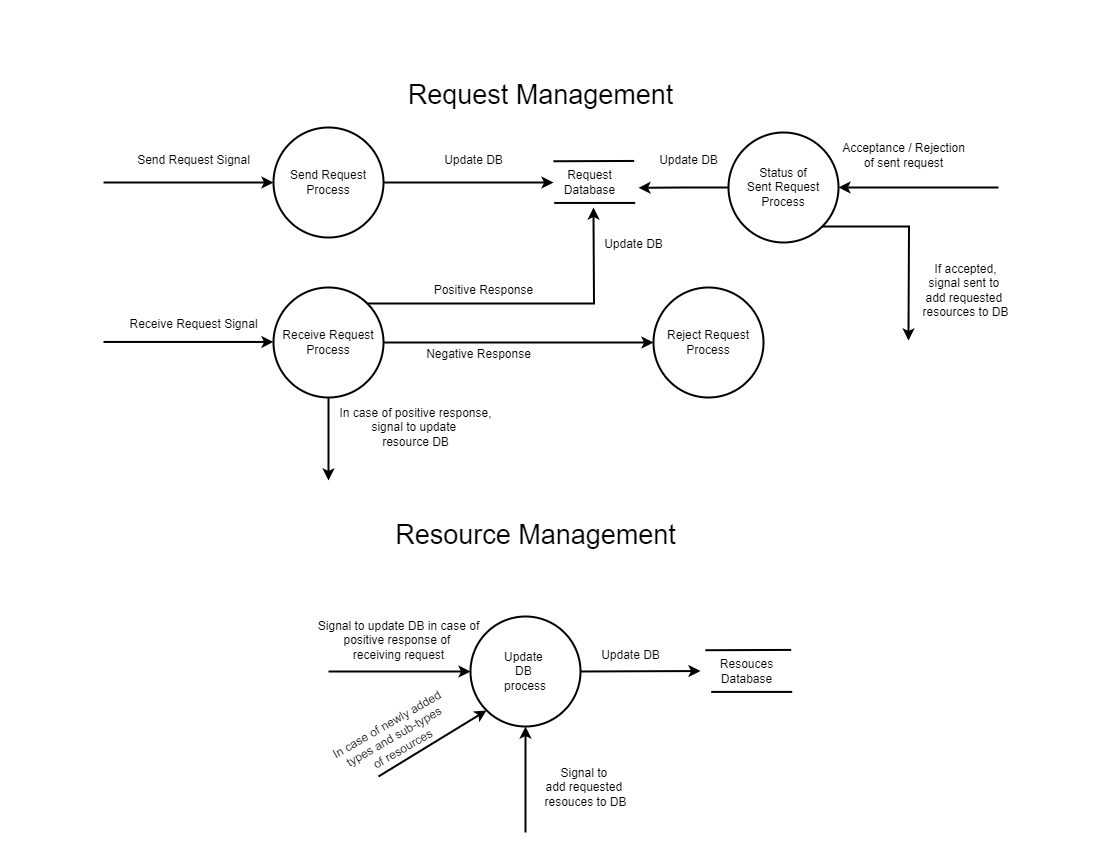 Request Management
Send Request Signal
Send Request
Process
Update DB
Request
Database
Update DB
Status of
Sent Request
Process
Acceptance / Rejection
of sent request
Update DB
If accepted,
signal sent to
add requested
resources to DB
Receive Request Signal
Receive Request
Process
Positive Response
Negative Response
Reject Request
Process
In case of positive response,
signal to update
resource DB
Resource Management
Signal to update DB in case of
positive response of
receiving request
Update
DB
process
Update DB
Resouces
Database
In case of newly added
types and sub-types
of resources
Signal to
add requested
resouces to DB